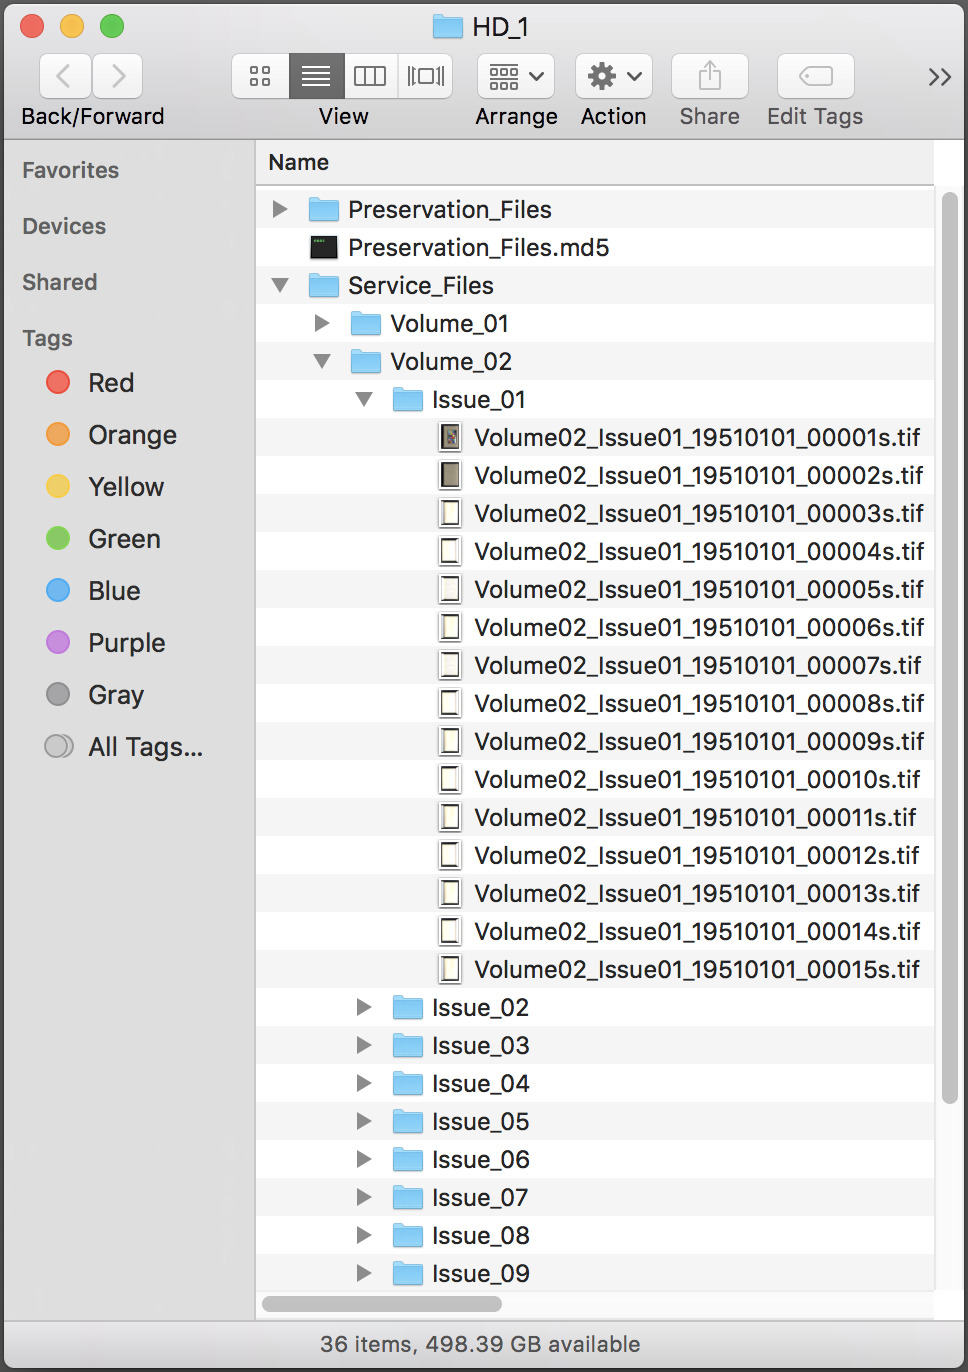 HD_1
Back/Forward View Arrange Action Share Edit Tags
Favorites
Devices
Shared
Tags
Red
Orange
Yellow
Green
Blue
Purple
Gray
All Tags...
Name
Preservation_Files
Preservation_Files.md5
Service_Files
Volume_01
Volume_02
Issue_01
Volume02_Issue01_19510101_00001s.tif
Volume02_Issue01_19510101_00002s.tif
Volume02_Issue01_19510101_00003s.tif
Volume02_Issue01_19510101_00004s.tif
Volume02_Issue01_19510101_00005s.tif
Volume02_Issue01_19510101_00006s.tif
Volume02_Issue01_19510101_00007s.tif
Volume02_Issue01_19510101_00008s.tif
Volume02_Issue01_19510101_00009s.tif
Volume02_Issue01_19510101_00010s.tif
Volume02_Issue01_19510101_00011s.tif
Volume02_Issue01_19510101_00012s.tif
Volume02_Issue01_19510101_00013s.tif
Volume02_Issue01_19510101_00014s.tif
Volume02_Issue01_19510101_00015s.tif
Issue_02
Issue_03
Issue_04
Issue_05
Issue_06
Issue_07
Issue_08
Issue_09
36 items, 498.39 GB available